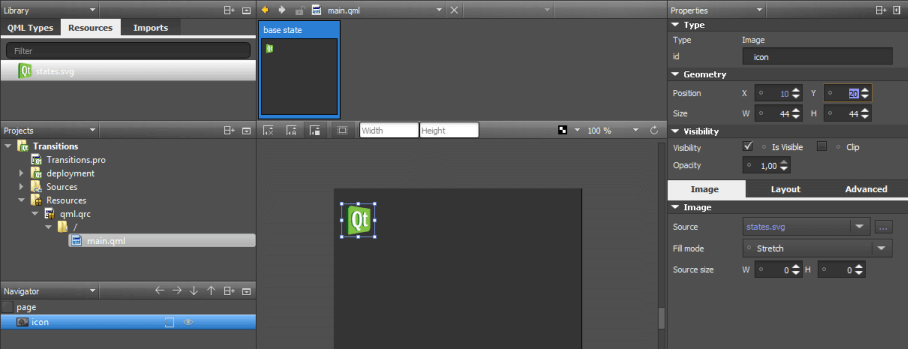 Library
QML Types Resources Imports
Filter
Qt states.svg
Projects
Transitions
Transitions.pro
deployment
Sources
Resources
qml.qrc
/
main.qml
Navigator
page
icon
main.qml
base state
Width Height 100 %
Qt
Properties
Type
Type Image
id icon
Geometry
Position X 10 Y 20
Size W 44 H 44
Visibility
Visibility Is Visible Clip
Opacity 1,00
Image Layout Advanced
Image
Source states.svg ...
Fill mode Stretch
Source size W 0 H 0